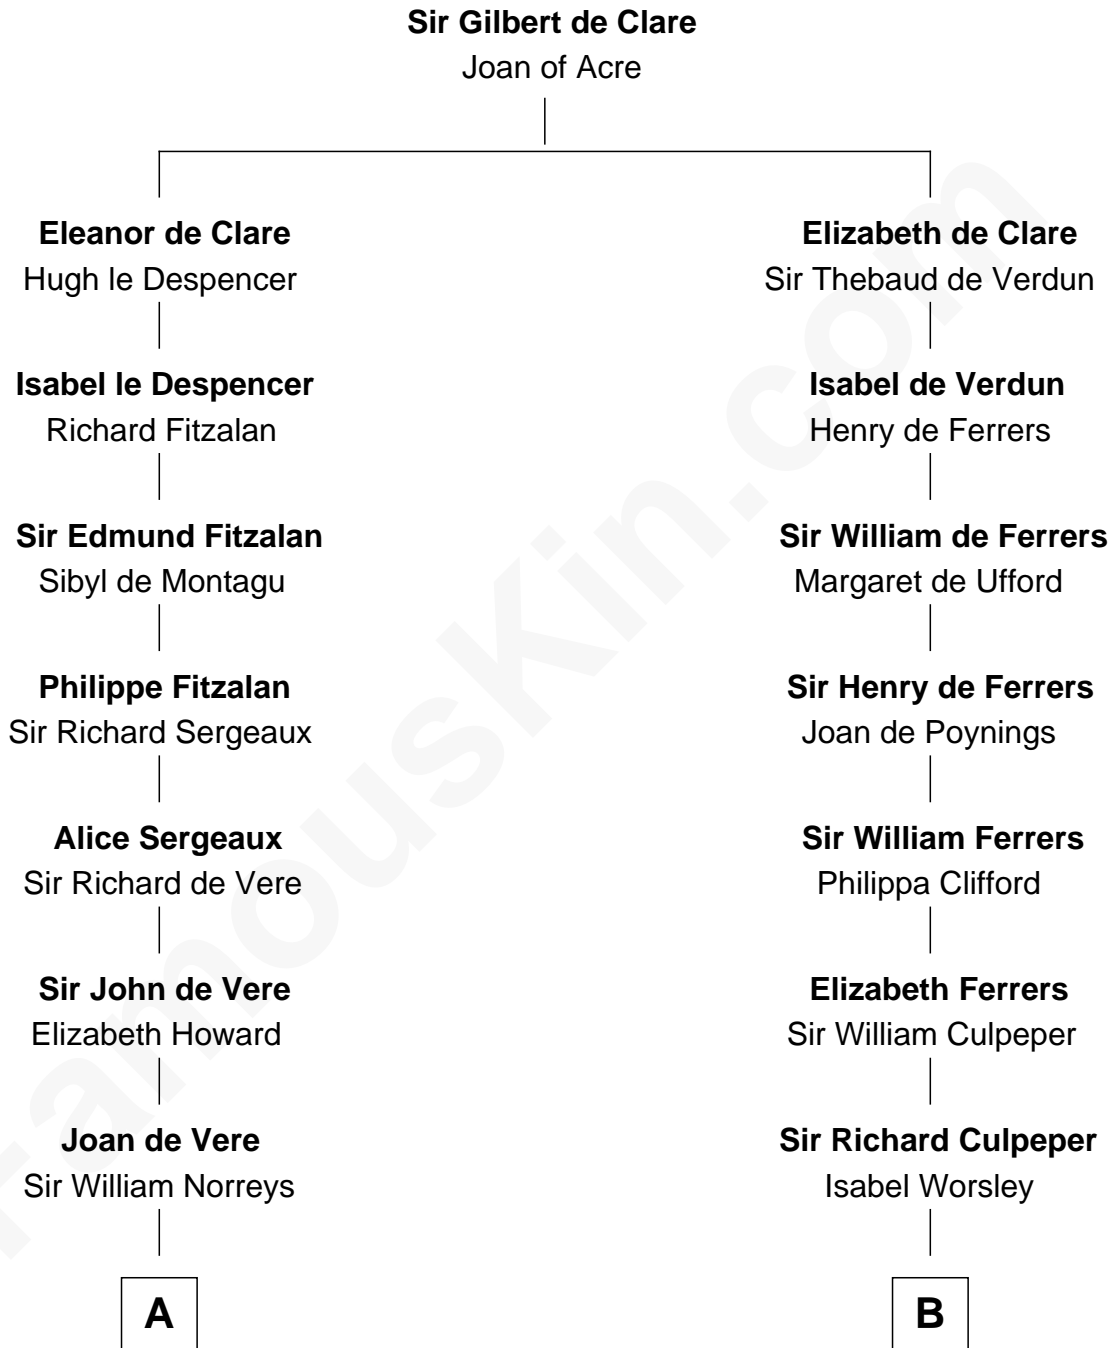 Sir Gilbert de Clare
Joan of Acre
Eleanor de Clare
Hugh le Despencer
Isabel le Despencer
Richard Fitzalan
Sir Edmund Fitzalan
Sibyl de Montagu
Philippe Fitzalan
Sir Richard Sergeaux
Alice Sergeaux
Sir Richard de Vere
Sir John de Vere
Elizabeth Howard
Joan de Vere
Sir William Norreys
A
Elizabeth de Clare
Sir Thebaud de Verdun
Isabel de Verdun
Henry de Ferrers
Sir William de Ferrers
Margaret de Ufford
Sir Henry de Ferrers
Joan de Poynings
Sir William Ferrers
Philippa Clifford
Elizabeth Ferrers
Sir William Culpeper
Sir Richard Culpeper
Isabel Worsley
B
FamousKin.com